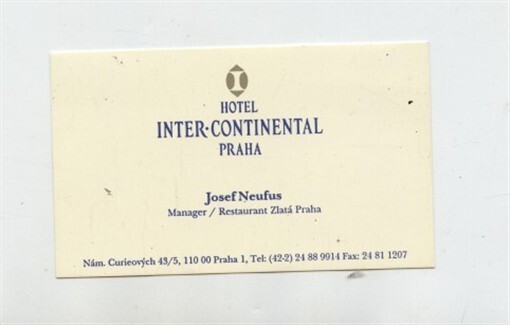 I
HOTEL
INTER·CONTINENTAL
PRAHA
Josef Neufus
Manager / Restaurant Zlatá Praha
Nám. Curieových 43/5, 110 00 Praha 1, Tel: (42-2) 24 88 9914 Fax: 24 81 1207